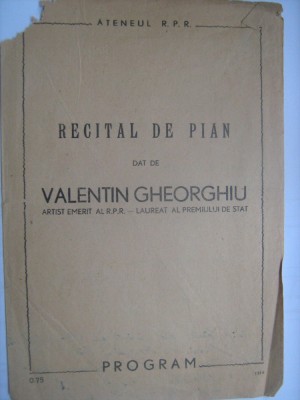 ATENEUL R.P.R.
RECITAL DE PIAN
DAT DE
VALENTIN GHEORGHIU
ARTIST EMERIT AL R.P.R. — LAUREAT AL PREMIULUI DE STAT
PROGRAM